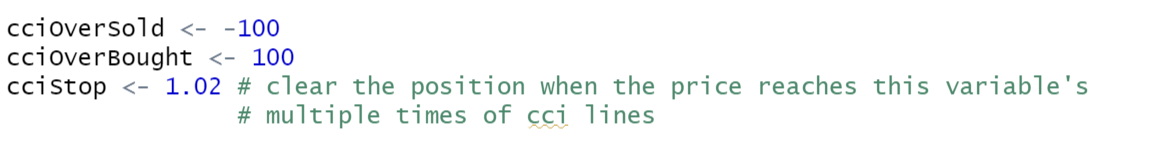 cciOverSold <- -100
cciOverBought <- 100
cciStop <- 1.02 # clear the position when the price reaches this variable's
# multiple times of cci lines